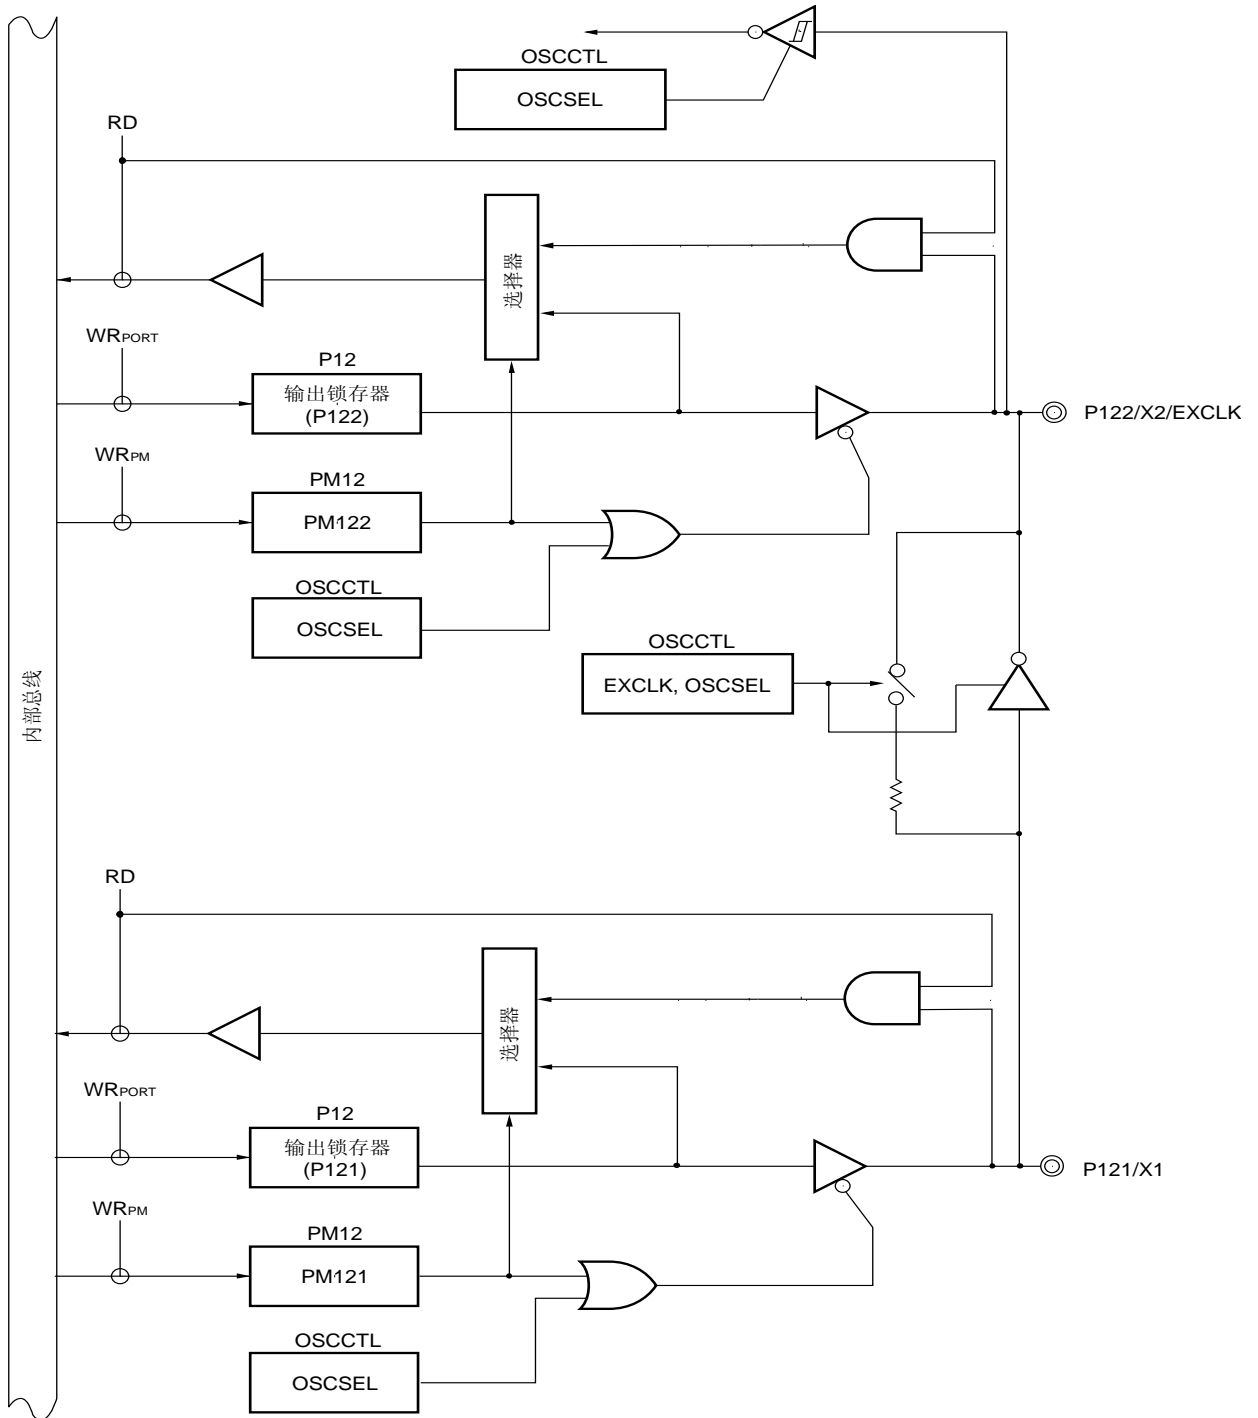 OSCCTL
OSCSEL
RD
选择器
WRPORT
P12
输出锁存器
(P122)
P122/X2/EXCLK
WRPM
PM12
PM122
OSCCTL
OSCSEL
OSCCTL
EXCLK, OSCSEL
内部总线
RD
选择器
WRPORT
P12
输出锁存器
(P121)
P121/X1
WRPM
PM12
PM121
OSCCTL
OSCSEL